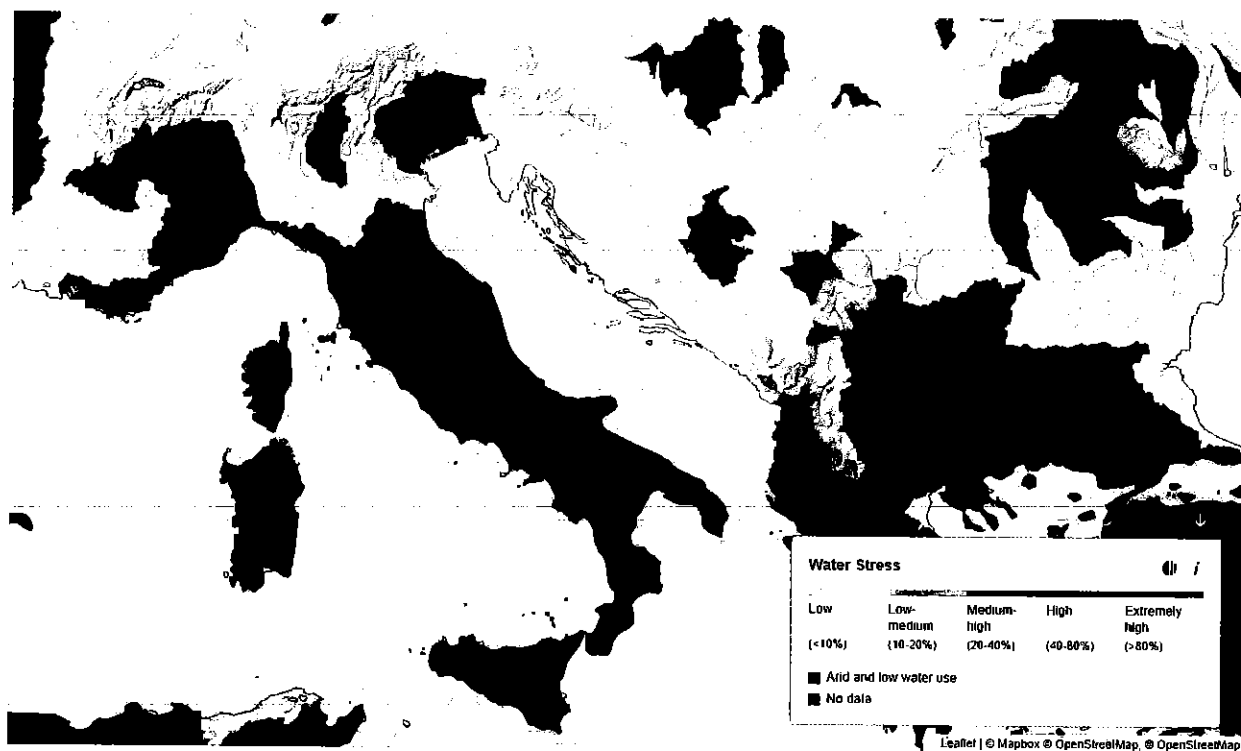 Water Stress
Low
Low-
medium
Medium-
high
High
Extremely
high
(<10%)
(10-20%)
(20-40%)
(40-80%)
(>80%)
Arid and low water use
No data
Leaflet | © Mapbox © OpenStreetMap, © OpenStreetMap